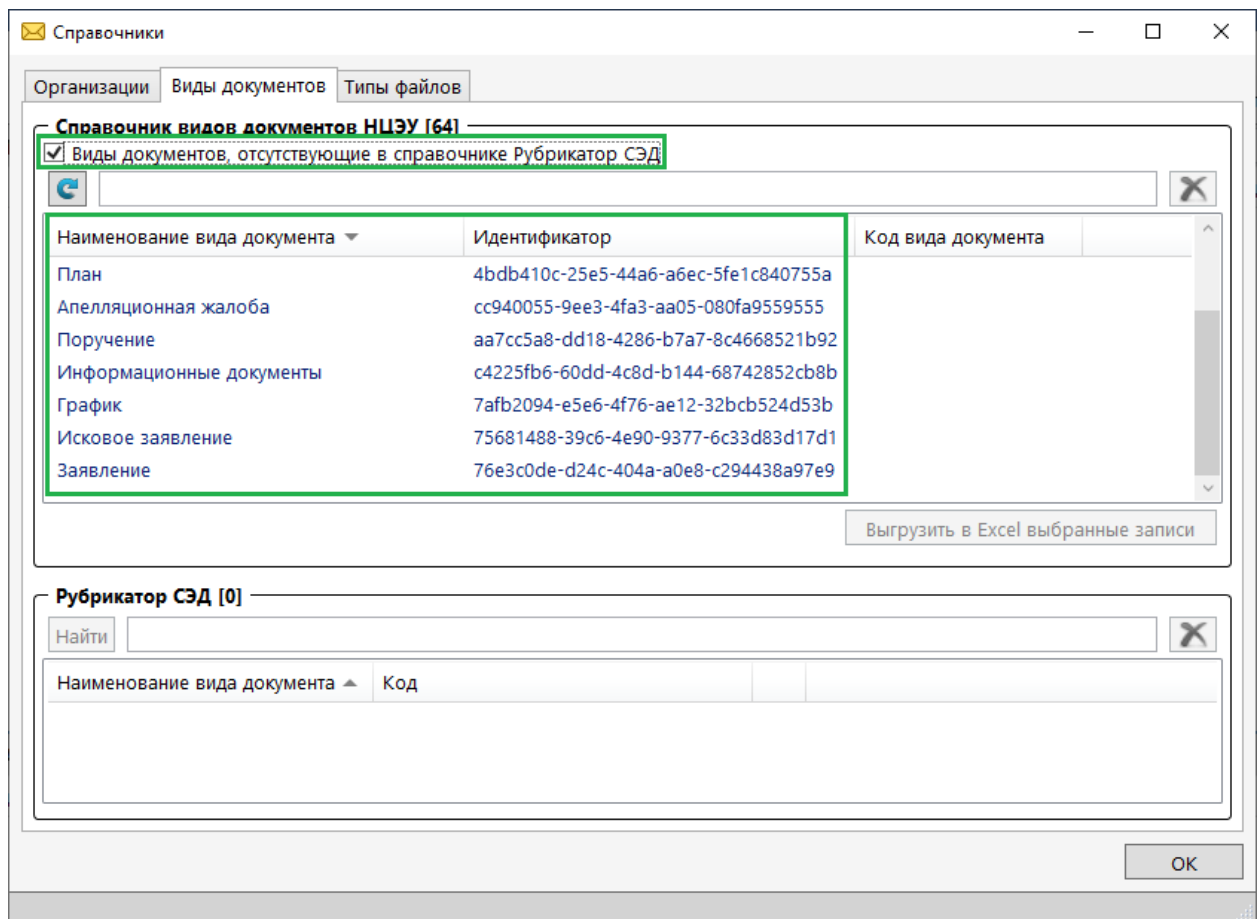 Справочники
Организации Виды документов Типы файлов
Справочник видов документов НЦЭУ [64]
Виды документов, отсутствующие в справочнике Рубрикатор СЭД
Наименование вида документа Идентификатор Код вида документа
План 4bdb410c-25e5-44a6-a6ec-5fe1c840755a
Апелляционная жалоба cc940055-9ee3-4fa3-aa05-080fa9559555
Поручение aa7cc5a8-dd18-4286-b7a7-8c4668521b92
Информационные документы c4225fb6-60dd-4c8d-b144-68742852cb8b
График 7afb2094-e5e6-4f76-ae12-32bcb524d53b
Исковое заявление 75681488-39c6-4e90-9377-6c33d83d17d1
Заявление 76e3c0de-d24c-404a-a0e8-c294438a97e9
Выгрузить в Excel выбранные записи
Рубрикатор СЭД [0]
Найти
Наименование вида документа Код
ОК